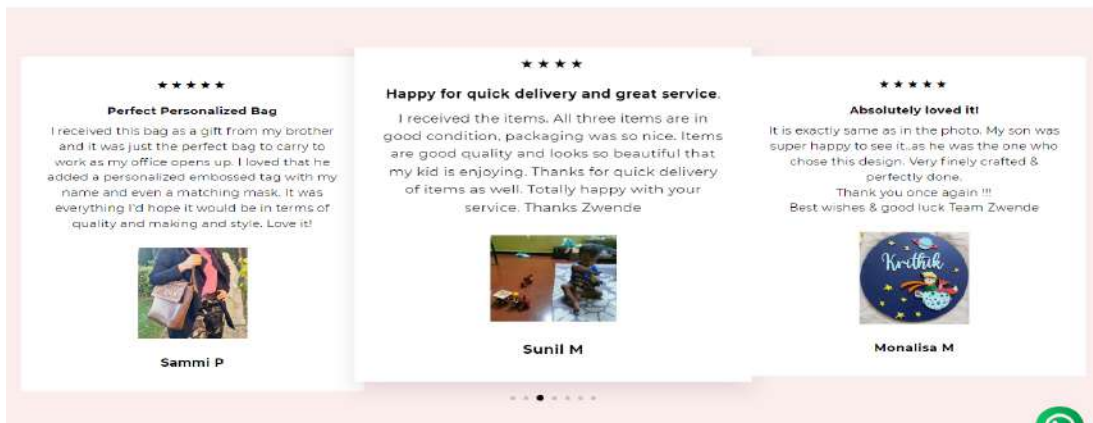 ★★★★★
Perfect Personalized Bag
I received this bag as a gift from my brother
and it was just the perfect bag to carry to
work as my office opens up. I loved that he
added a personalized embossed tag with my
name and even a matching mask. It was
everything I'd hope it would be in terms of
quality and making and style. Love it!
Sammi P
★★★★
Happy for quick delivery and great service.
I received the items. All three items are in
good condition, packaging was so nice. Items
are good quality and looks so beautiful that
my kid is enjoying. Thanks for quick delivery
of items as well. Totally happy with your
service. Thanks Zwende
Sunil M
★★★★★
Absolutely loved it!
It is exactly same as in the photo. My son was
super happy to see it..as he was the one who
chose this design. Very finely crafted &
perfectly done.
Thank you once again !!!
Best wishes & good luck Team Zwende
Krithik
Monalisa M